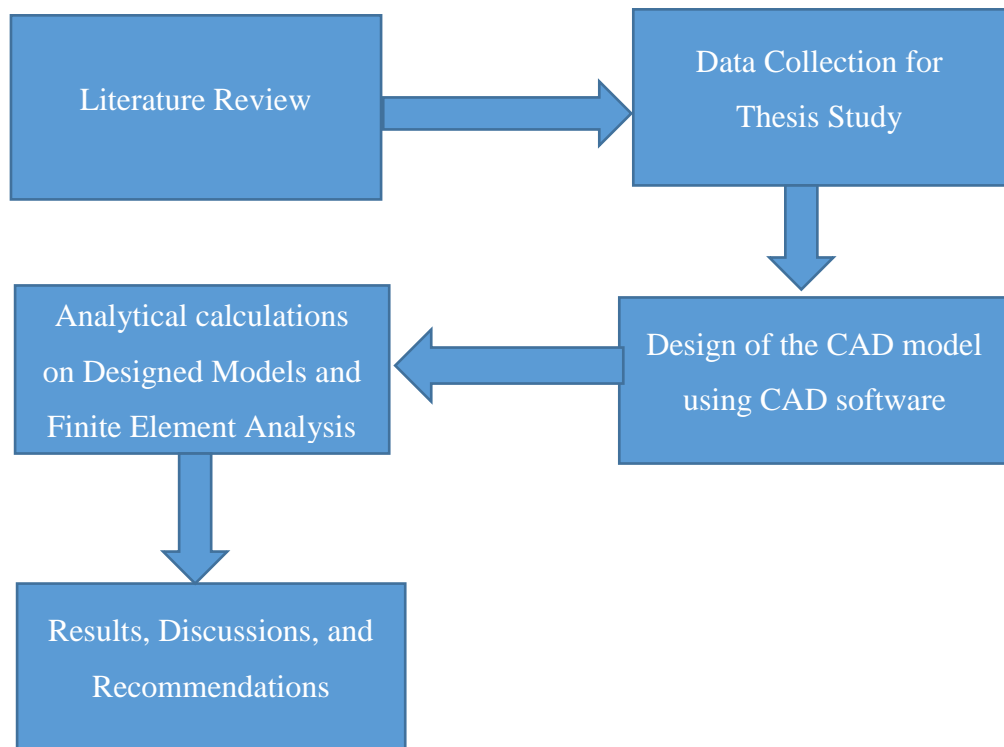 Literature Review
Data Collection for
Thesis Study
Design of the CAD model
using CAD software
Analytical calculations
on Designed Models and
Finite Element Analysis
Results, Discussions, and
Recommendations